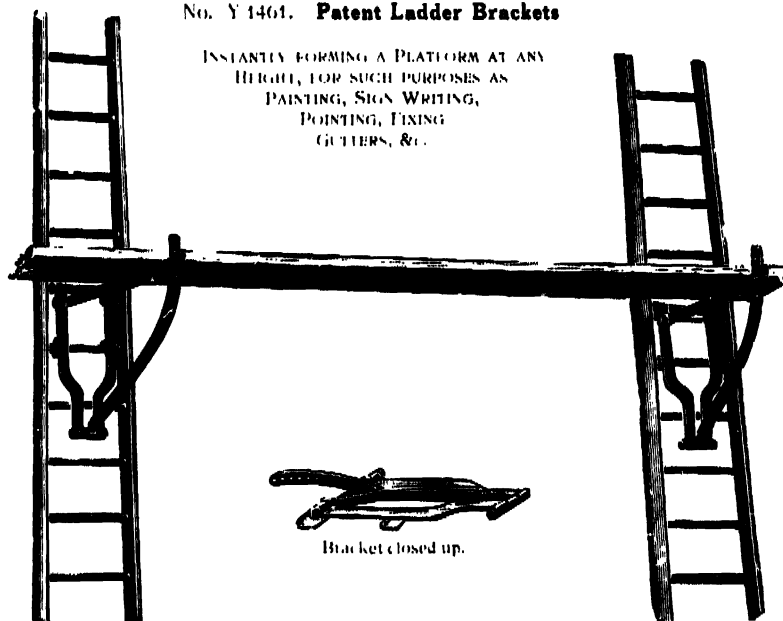 No. Y 1461. Patent Ladder Brackets
INSTANTLY FORMING A PLATFORM AT ANY
HEIGHT, FOR SUCH PURPOSES AS
PAINTING, SIGN WRITING,
POINTING, FIXING
GUTTERS, &c.
Bracket closed up.